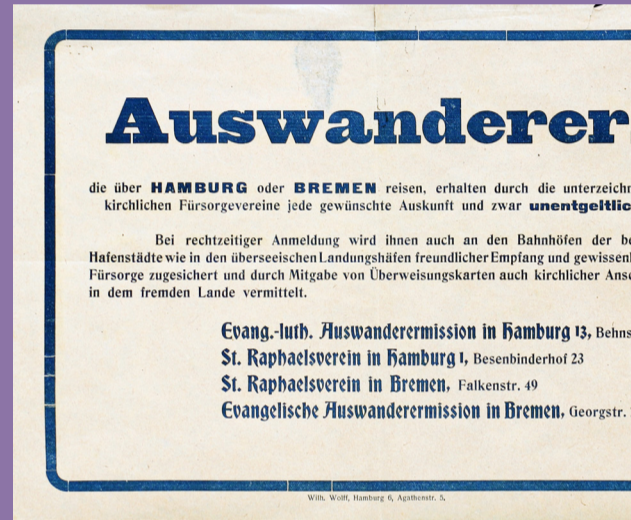 Auswanderer,
die über HAMBURG oder BREMEN reisen, erhalten durch die unterzeichn
kirchlichen Fürsorgevereine jede gewünschte Auskunft und zwar unentgeltlic
Bei rechtzeitiger Anmeldung wird ihnen auch an den Bahnhöfen der be
Hafenstädte wie in den überseeischen Landungshäfen freundlicher Empfang und gewissenh
Fürsorge zugesichert und durch Mitgabe von Überweisungskarten auch kirchlicher Ansc
in dem fremden Lande vermittelt.
Evang.-luth. Auswanderermission in Hamburg 13, Behns
St. Raphaelsverein in Hamburg 1, Besenbinderhof 23
St. Raphaelsverein in Bremen, Falkenstr. 49
Evangelische Auswanderermission in Bremen, Georgstr.
Wilh. Wolff, Hamburg 6, Agathenstr. 5.